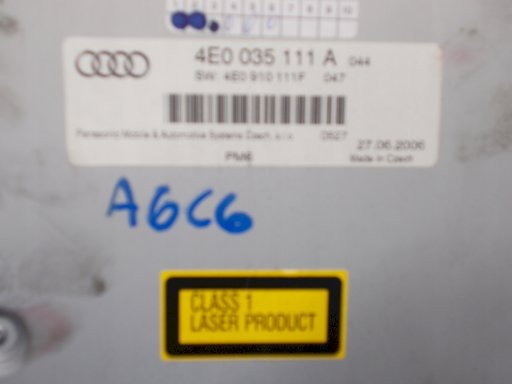 4E0 035 111 A 044
SW: 4E0 910 111F 047
Panasonic Mobile & Automotive Systems Czech, s.r.o. 0527
27.06.2006
PM6
Made in Czech
A6C6
CLASS 1
LASER PRODUCT